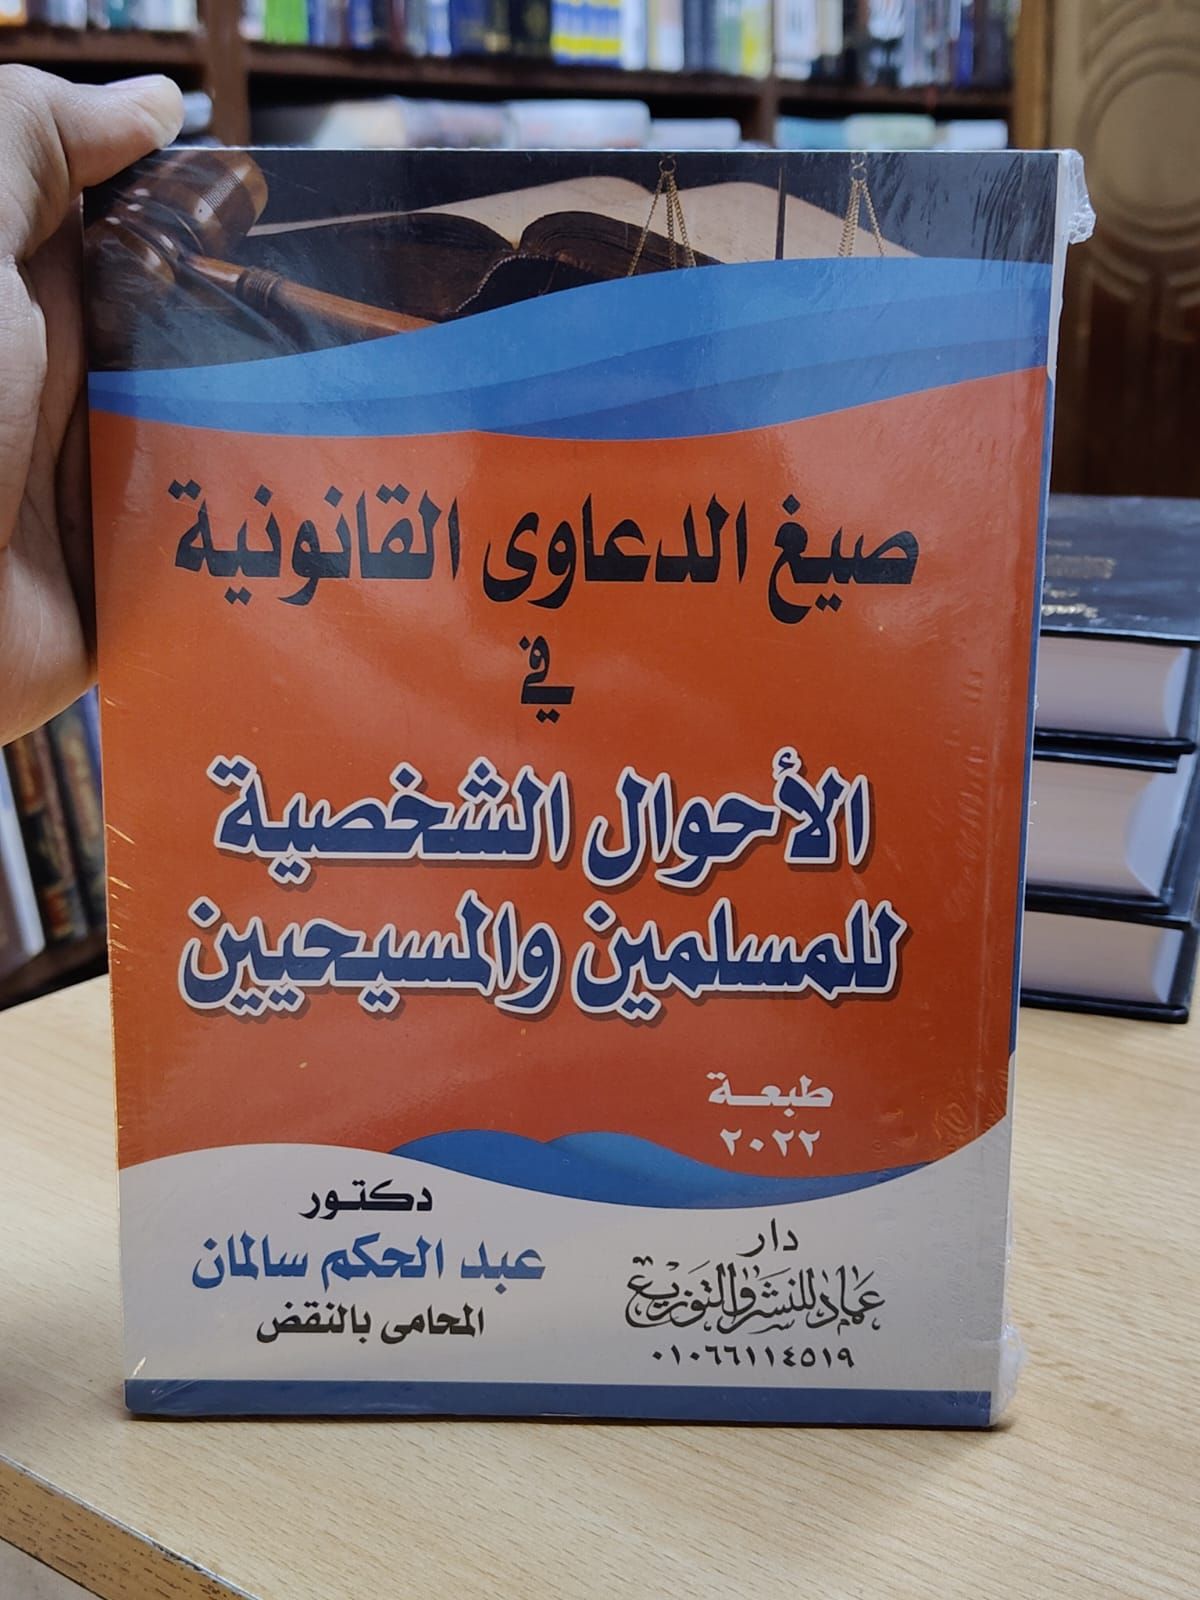 صيغ الدعاوى القانونية
في
الأحوال الشخصية
للمسلمين والمسيحيين
طبعة
٢٠٢٢
دكتور
عبد الحكم سالمان
المحامى بالنقض
دار
عماد للنشر والتوزيع
٠١٠٦٦١١٤٥١٩